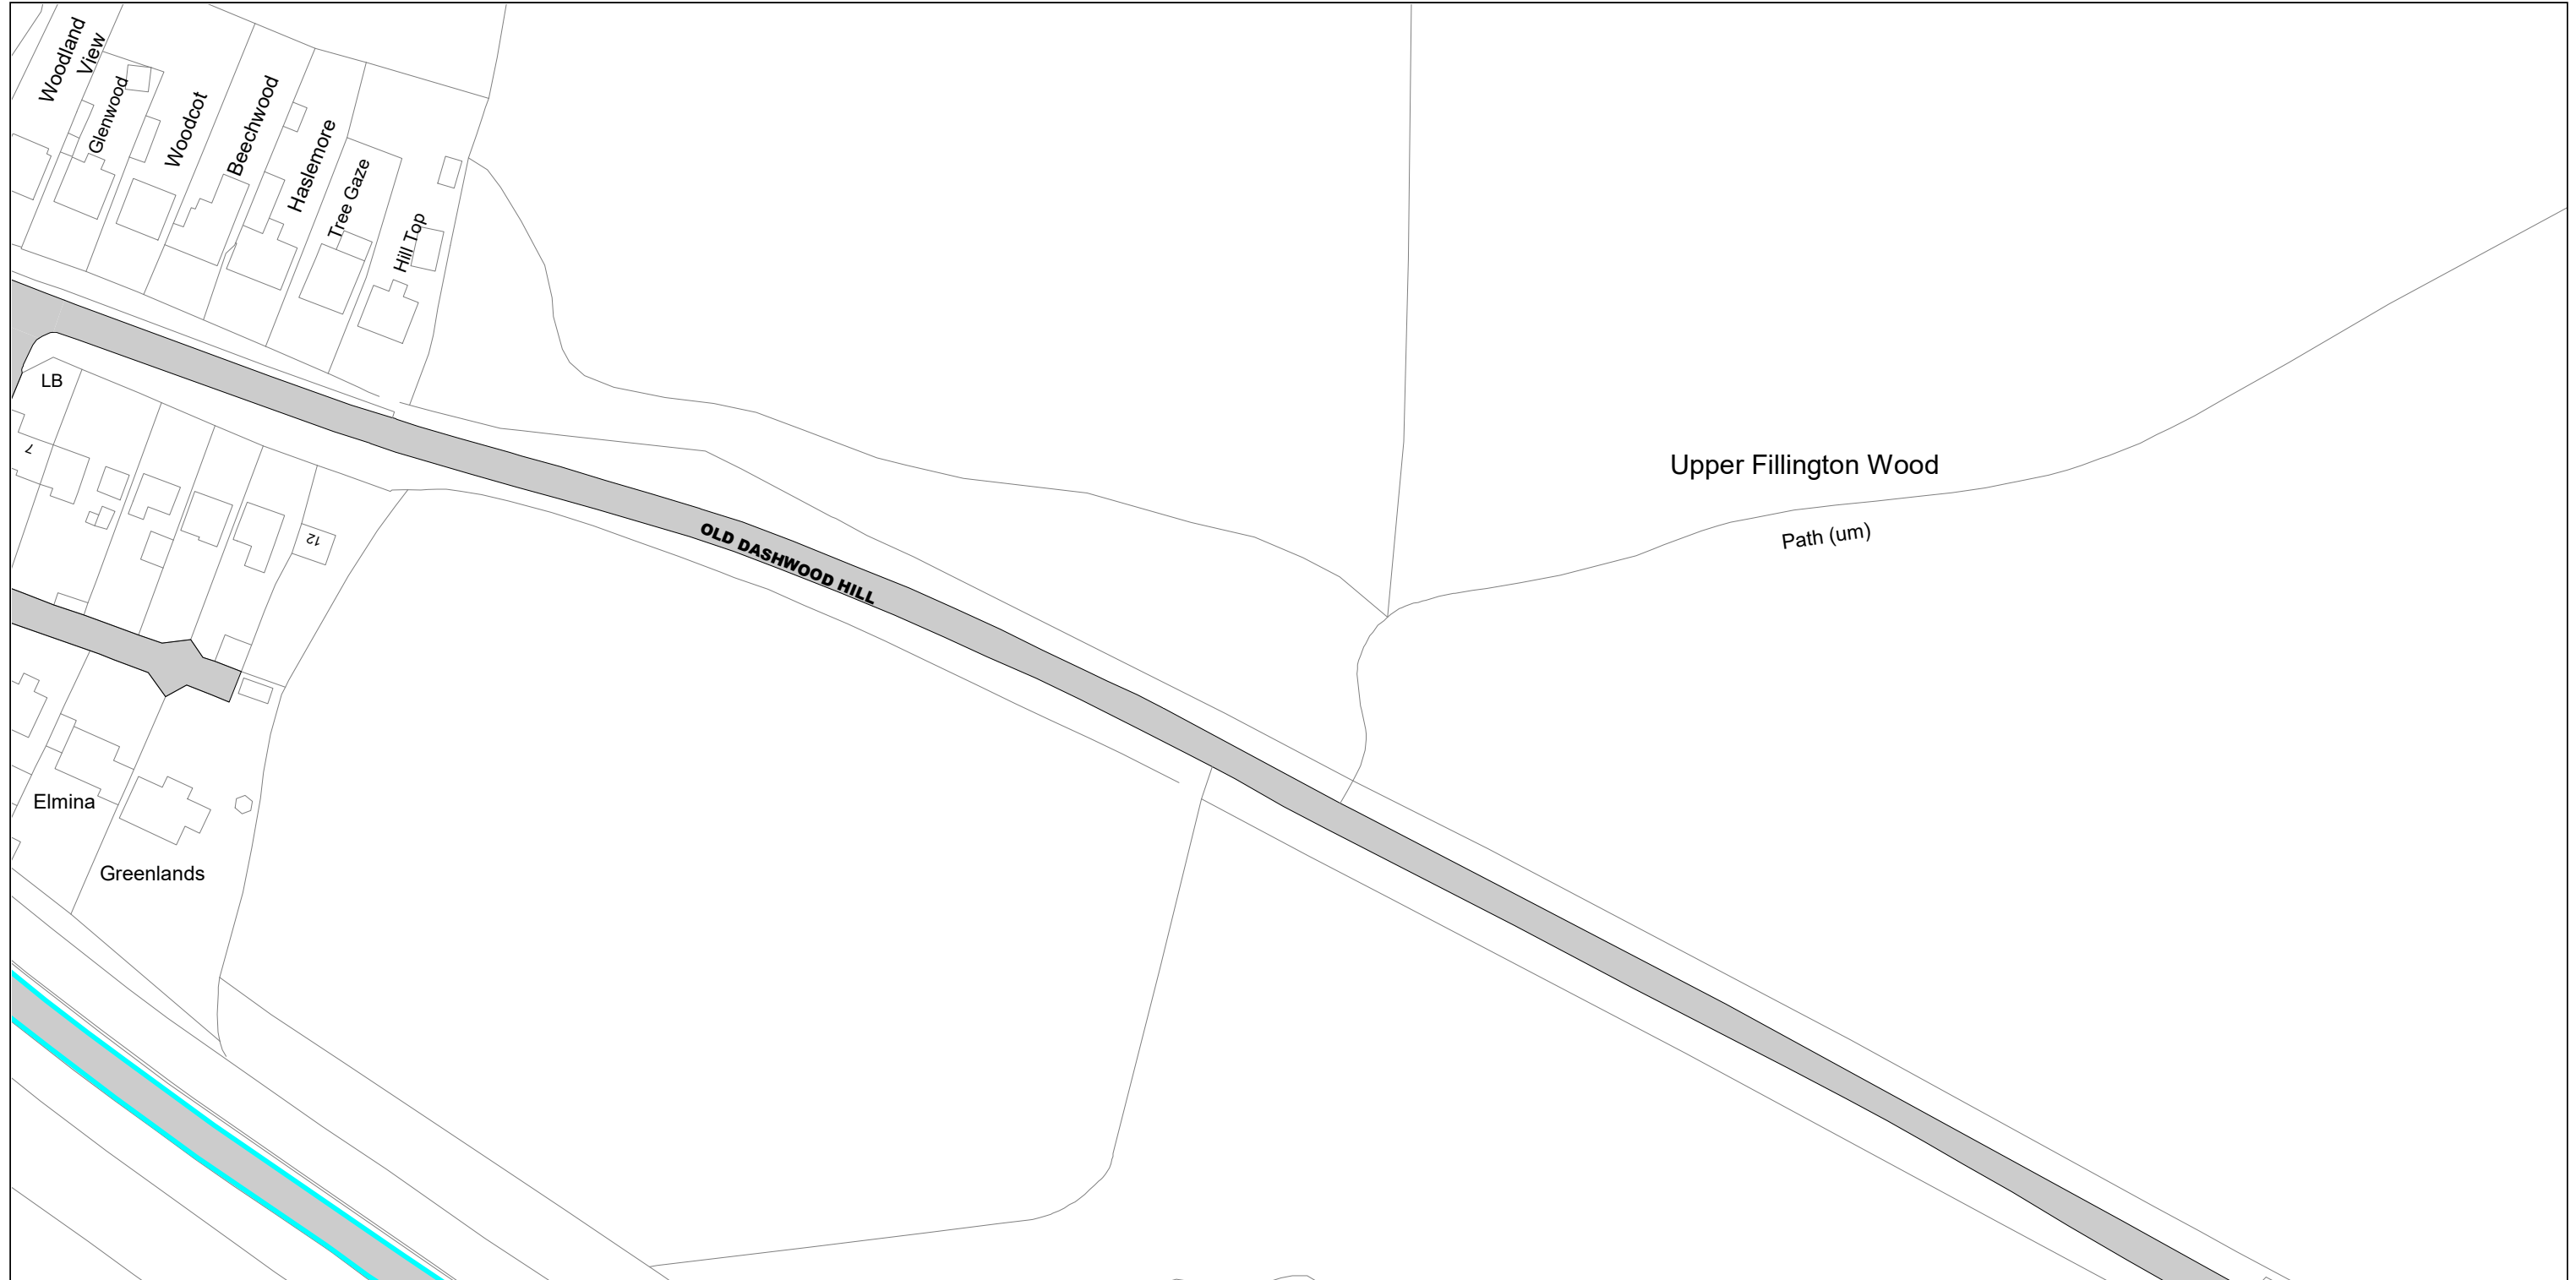 Woodland
View
Glenwood
Woodcot
Beechwood
Haslemore
Tree Gaze
Hill Top
LB
7
12
OLD DASHWOOD HILL
Upper Fillington Wood
Path (um)
Elmina
Greenlands